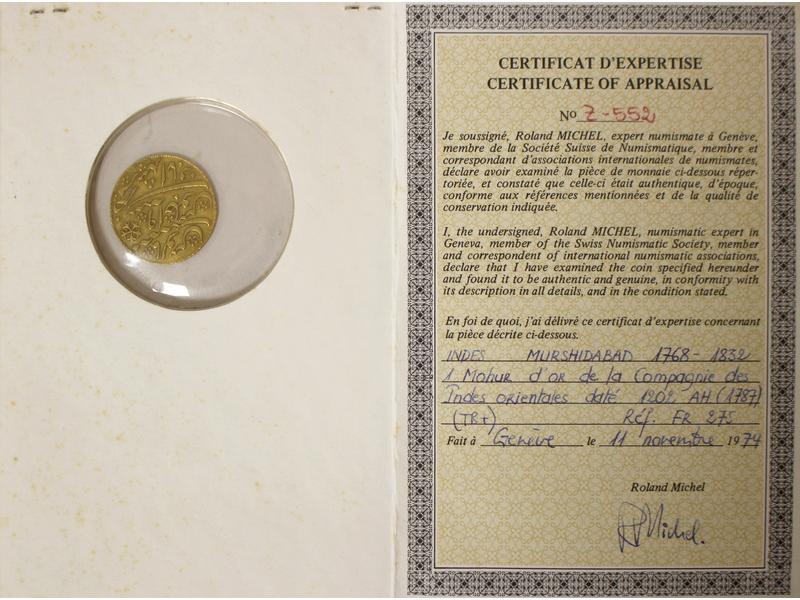 CERTIFICAT D'EXPERTISE
CERTIFICATE OF APPRAISAL
No Z-552
Je soussigné, Roland MICHEL, expert numismate à Genève,
membre de la Société Suisse de Numismatique, membre et
correspondant d'associations internationales de numismates,
déclare avoir examiné la pièce de monnaie ci-dessous réper-
toriée, et constaté que celle-ci était authentique, d'époque,
conforme aux références mentionnées et de la qualité de
conservation indiquée.
I, the undersigned, Roland MICHEL, numismatic expert in
Geneva, member of the Swiss Numismatic Society, member
and correspondent of international numismatic associations,
declare that I have examined the coin specified hereunder
and found it to be authentic and genuine, in conformity with
its description in all details, and in the condition stated.
En foi de quoi, j'ai délivré ce certificat d'expertise concernant
la pièce décrite ci-dessous.
INDES MURSHIDABAD 1768-1832
1 Mohur d'or de la Compagnie des
Indes orientales daté 1202 AH (1787)
(TB+) Réf. FR 275
Fait à Genève le 11 novembre 1974
Roland Michel
R Michel.